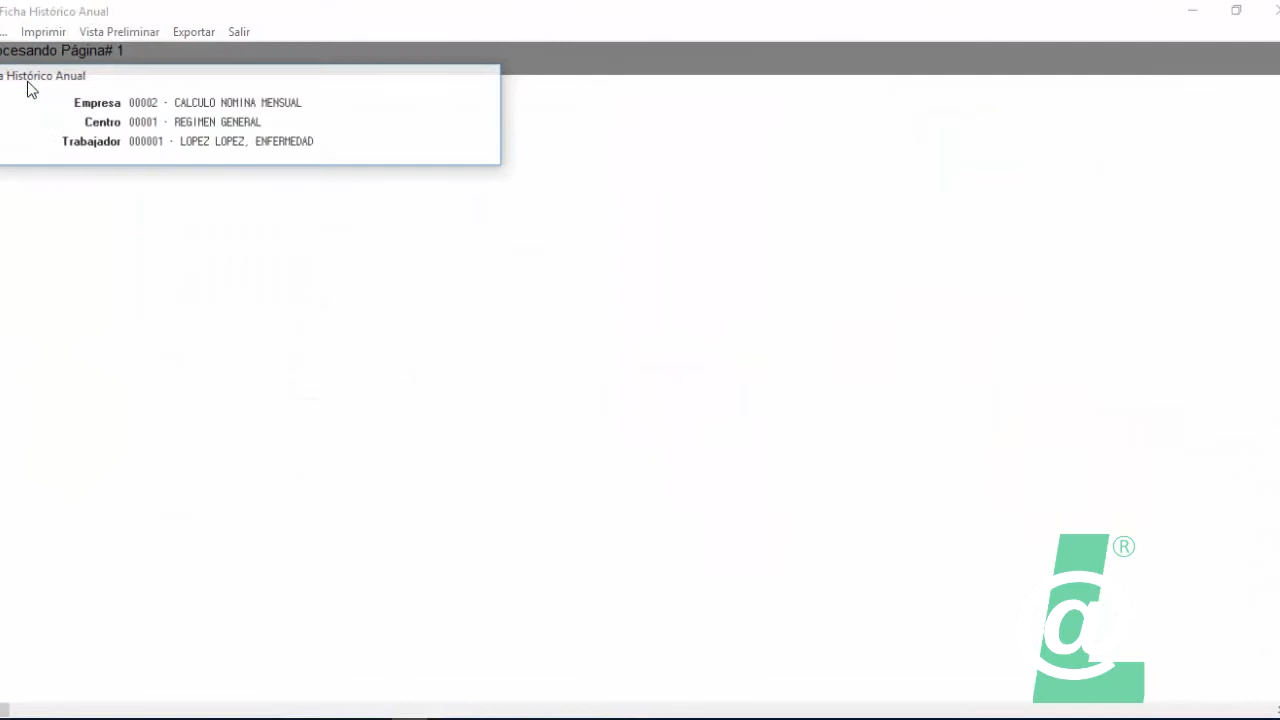 Ficha Histórico Anual
... Imprimir Vista Preliminar Exportar Salir
ocesando Página# 1
a Histórico Anual
Empresa 00002 - CALCULO NOMINA MENSUAL
Centro 00001 - REGIMEN GENERAL
Trabajador 000001 - LOPEZ LOPEZ, ENFERMEDAD
L@®